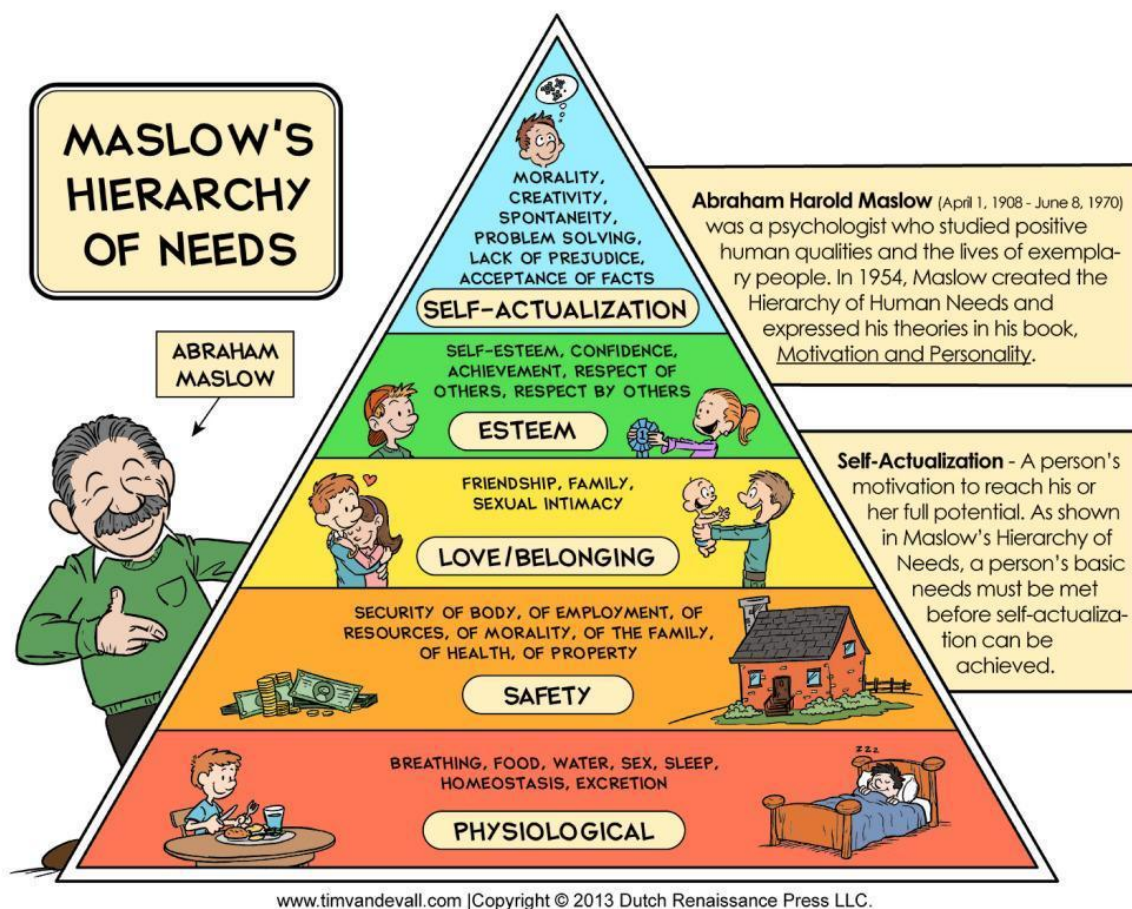 MASLOW'S
HIERARCHY
OF NEEDS
ABRAHAM
MASLOW
MORALITY,
CREATIVITY,
SPONTANEITY,
PROBLEM SOLVING,
LACK OF PREJUDICE,
ACCEPTANCE OF FACTS
SELF-ACTUALIZATION
SELF-ESTEEM, CONFIDENCE,
ACHIEVEMENT, RESPECT OF
OTHERS, RESPECT BY OTHERS
1
ESTEEM
FRIENDSHIP, FAMILY,
SEXUAL INTIMACY
LOVE/BELONGING
SECURITY OF BODY, OF EMPLOYMENT, OF
RESOURCES, OF MORALITY, OF THE FAMILY,
OF HEALTH, OF PROPERTY
SAFETY
BREATHING, FOOD, WATER, SEX, SLEEP,
HOMEOSTASIS, EXCRETION
zzz
PHYSIOLOGICAL
Abraham Harold Maslow (April 1, 1908 - June 8, 1970)
was a psychologist who studied positive
human qualities and the lives of exempla-
ry people. In 1954, Maslow created the
Hierarchy of Human Needs and
expressed his theories in his book,
Motivation and Personality.
Self-Actualization - A person's
motivation to reach his or
her full potential. As shown
in Maslow's Hierarchy of
Needs, a person's basic
needs must be met
before self-actualiza-
tion can be
achieved.
www.timvandevall.com |Copyright © 2013 Dutch Renaissance Press LLC.